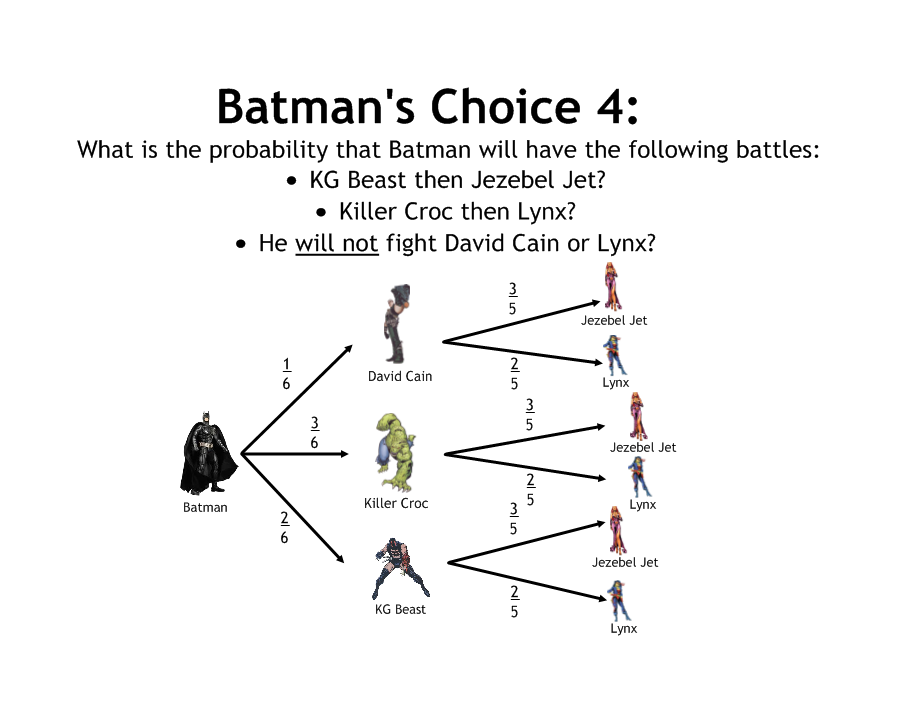 Batman's Choice 4:
What is the probability that Batman will have the following battles:
• KG Beast then Jezebel Jet?
• Killer Croc then Lynx?
• He will not fight David Cain or Lynx?
3
5
Jezebel Jet
1
6
David Cain
2
5
Lynx
3
6
3
5
Jezebel Jet
Batman
Killer Croc
2
5
Lynx
2
6
3
5
Jezebel Jet
KG Beast
2
5
Lynx